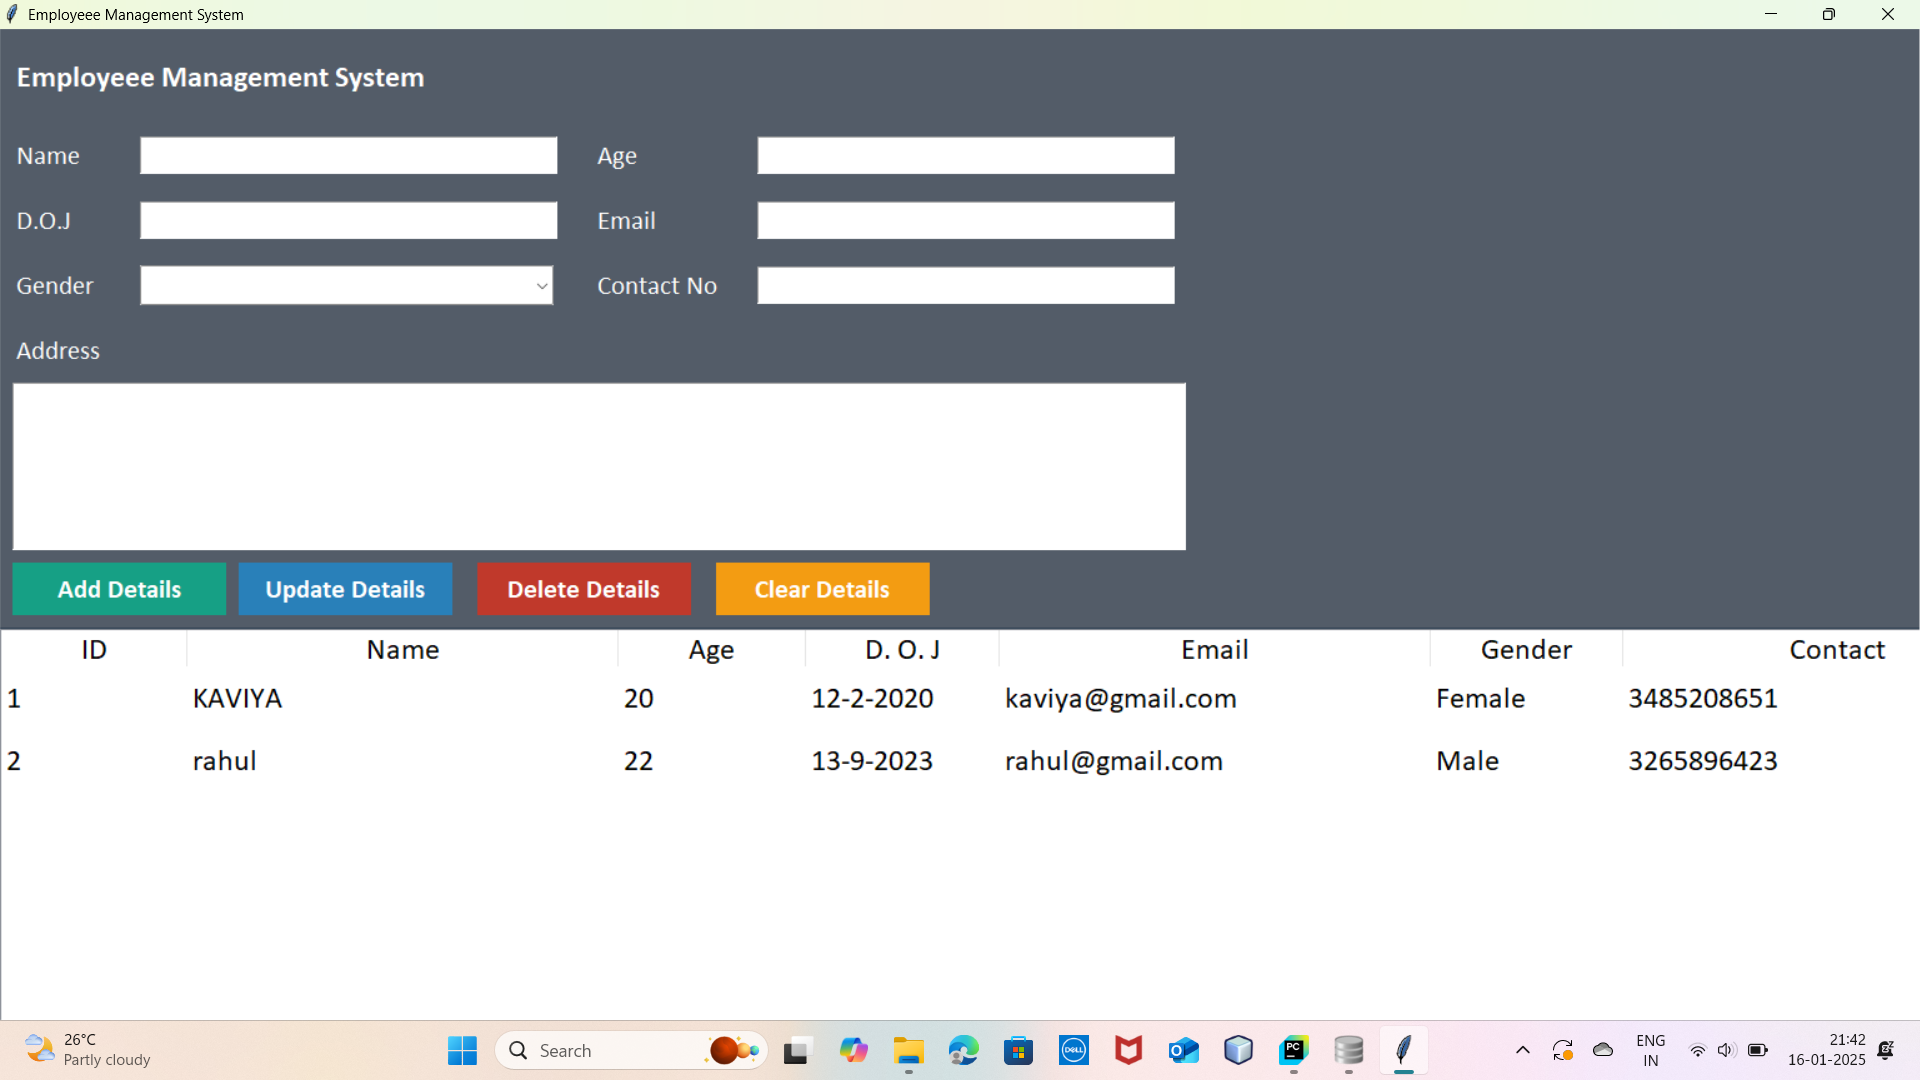 Employeee Management System
Employeee Management System
Name
Age
D.O.J
Email
Gender
Contact No
Address
Add Details
Update Details
Delete Details
Clear Details
ID Name Age D. O. J Email Gender Contact
1 KAVIYA 20 12-2-2020 kaviya@gmail.com Female 3485208651
2 rahul 22 13-9-2023 rahul@gmail.com Male 3265896423
26°C
Partly cloudy
Search
DELL
PC
ENG
IN
21:42
16-01-2025